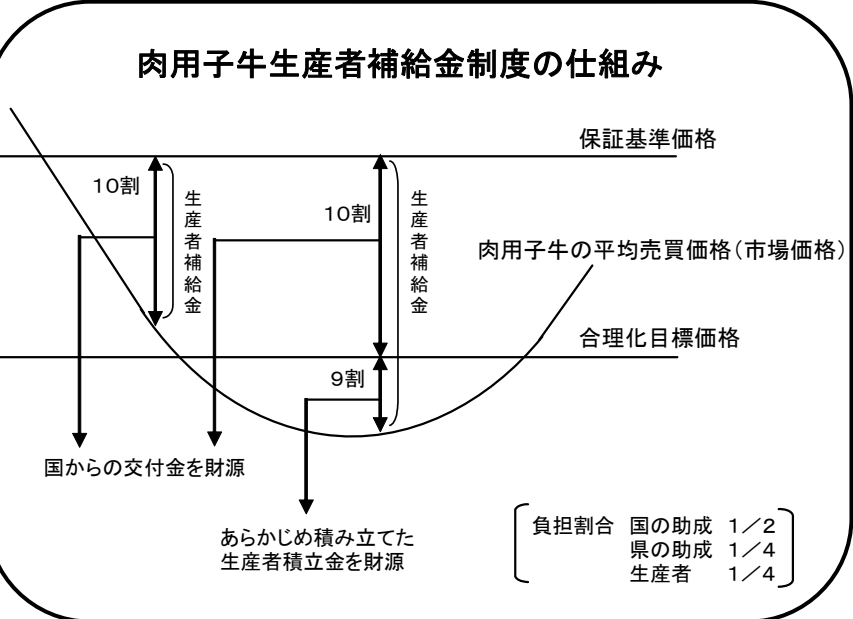 肉用子牛生産者補給金制度の仕組み
保証基準価格
10割
生産者補給金
10割
生産者補給金
肉用子牛の平均売買価格(市場価格)
合理化目標価格
9割
国からの交付金を財源
あらかじめ積み立てた
生産者積立金を財源
負担割合 国の助成 1/2
県の助成 1/4
生産者 1/4